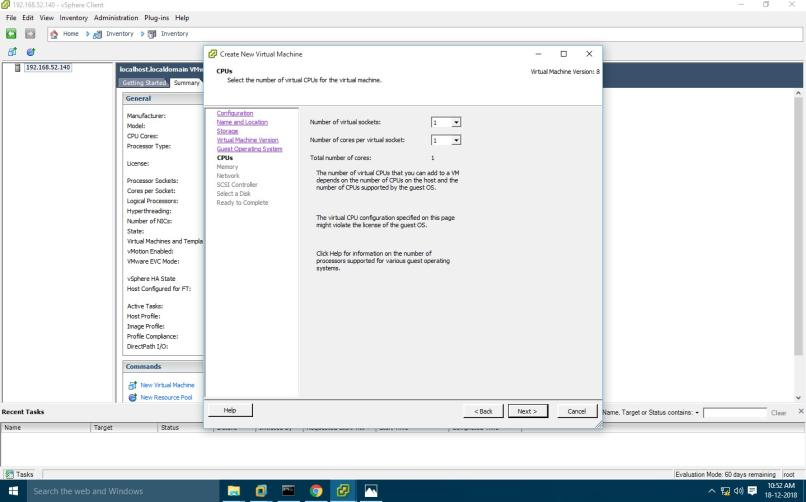 192.168.52.140 - vSphere Client
File Edit View Inventory Administration Plug-ins Help
Home Inventory Inventory
192.168.52.140
localhost.localdomain VMw
Getting Started Summary
General
Manufacturer:
Model:
CPU Cores:
Processor Type:
License:
Processor Sockets:
Cores per Socket:
Logical Processors:
Hyperthreading:
Number of NICs:
State:
Virtual Machines and Templa
vMotion Enabled:
VMware EVC Mode:
vSphere HA State
Host Configured for FT:
Active Tasks:
Host Profile:
Image Profile:
Profile Compliance:
DirectPath I/O:
Commands
New Virtual Machine
New Resource Pool
Create New Virtual Machine
CPUs
Select the number of virtual CPUs for the virtual machine.
Virtual Machine Version: 8
Configuration
Name and Location
Storage
Virtual Machine Version
Guest Operating System
CPUs
Memory
Network
SCSI Controller
Select a Disk
Ready to Complete
Number of virtual sockets: 1
Number of cores per virtual socket: 1
Total number of cores: 1
The number of virtual CPUs that you can add to a VM
depends on the number of CPUs on the host and the
number of CPUs supported by the guest OS.
The virtual CPU configuration specified on this page
might violate the license of the guest OS.
Click Help for information on the number of
processors supported for various guest operating
systems.
Help < Back Next > Cancel
Recent Tasks
Name, Target or Status contains: Clear
Name Target Status
Tasks
Evaluation Mode: 60 days remaining root
Search the web and Windows
10:52 AM
18-12-2018